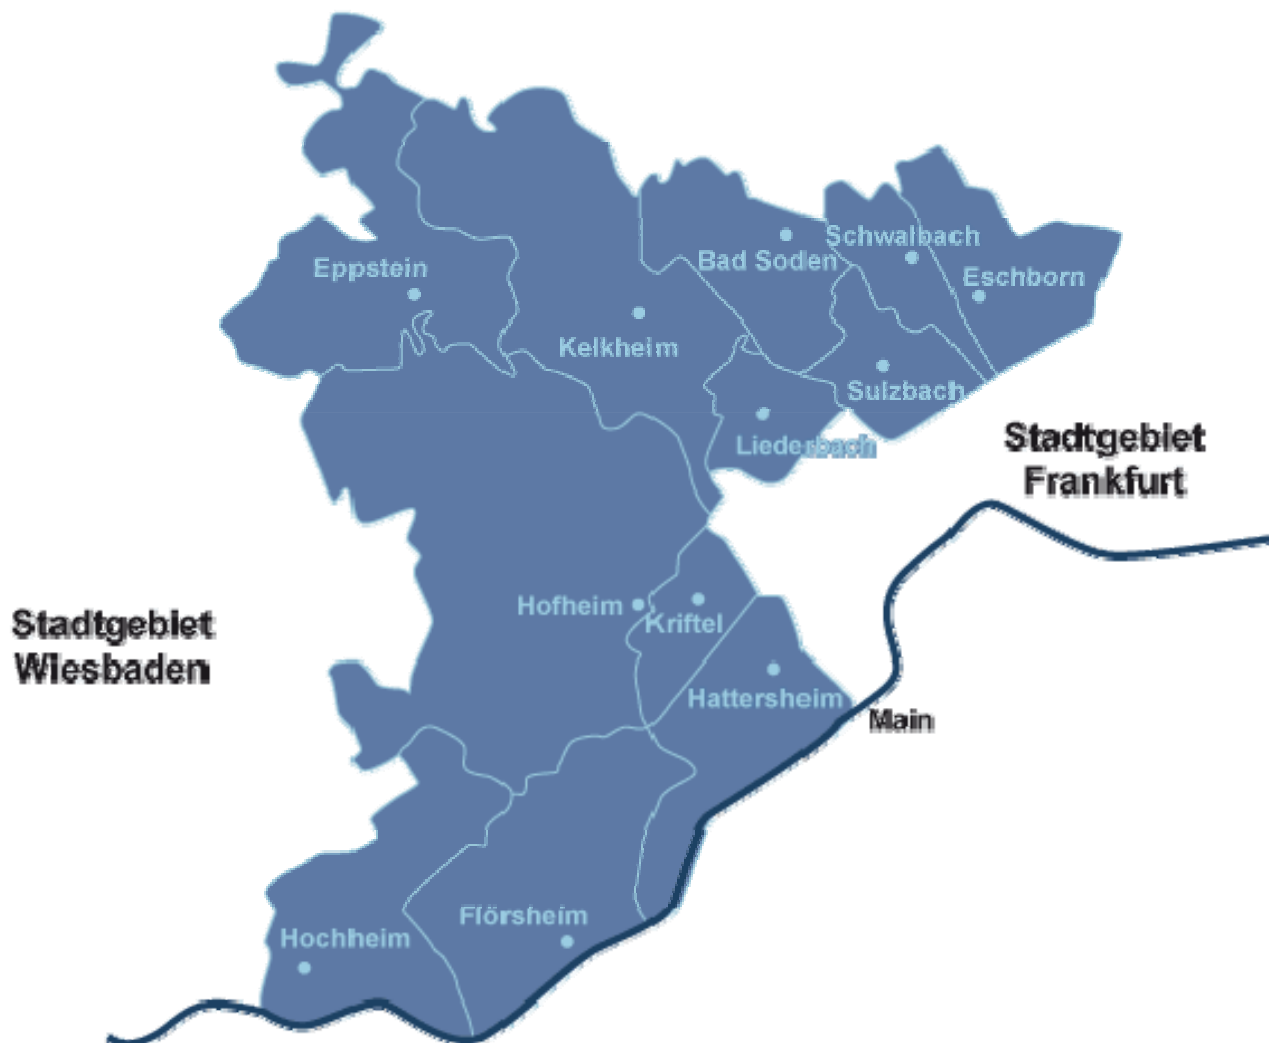 Schwalbach
Bad Soden
Eppstein
Eschborn
Kelkheim
Sulzbach
Liederbach
Stadtgebiet
Frankfurt
Hofheim
Kriftel
Stadtgebiet
Wiesbaden
Hattersheim
Main
Flörsheim
Hochheim